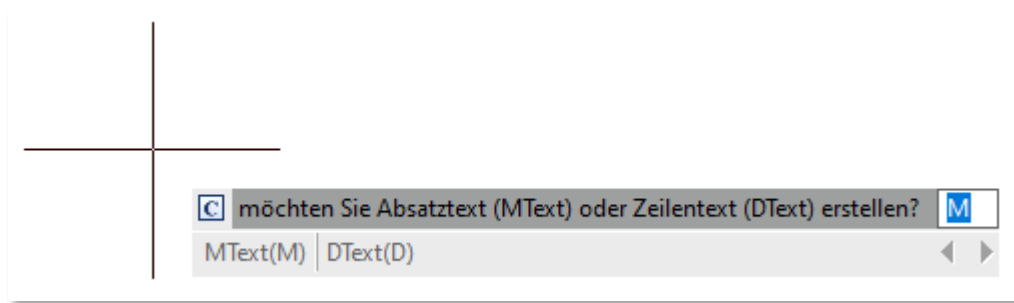 C möchten Sie Absatztext (MText) oder Zeilentext (DText) erstellen? M
MText(M) DText(D)